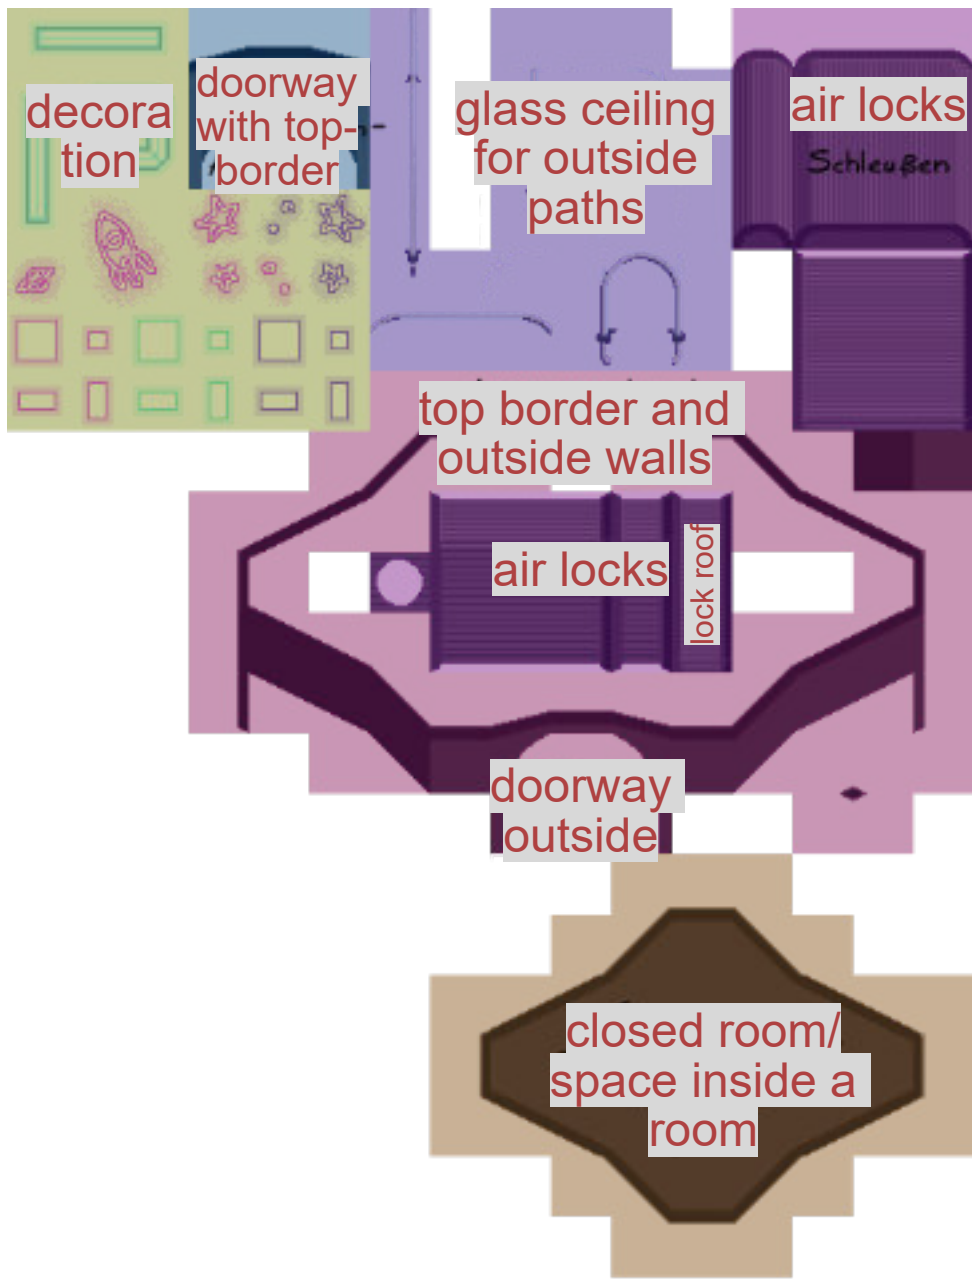 decora
tion
doorway
with top-
border
glass ceiling
for outside
paths
air locks
Schleußen
top border and
outside walls
air locks
lock roof
doorway
outside
closed room/
space inside a
room